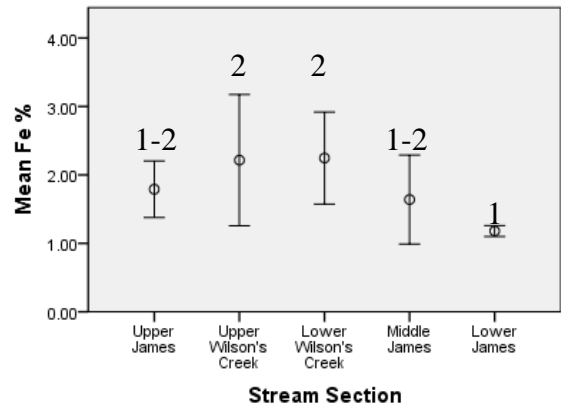 4.00
3.00
2.00
1.00
0.00
Mean Fe %
1-2
2
2
1-2
1
Upper James
Upper Wilson's Creek
Lower Wilson's Creek
Middle James
Lower James
Stream Section